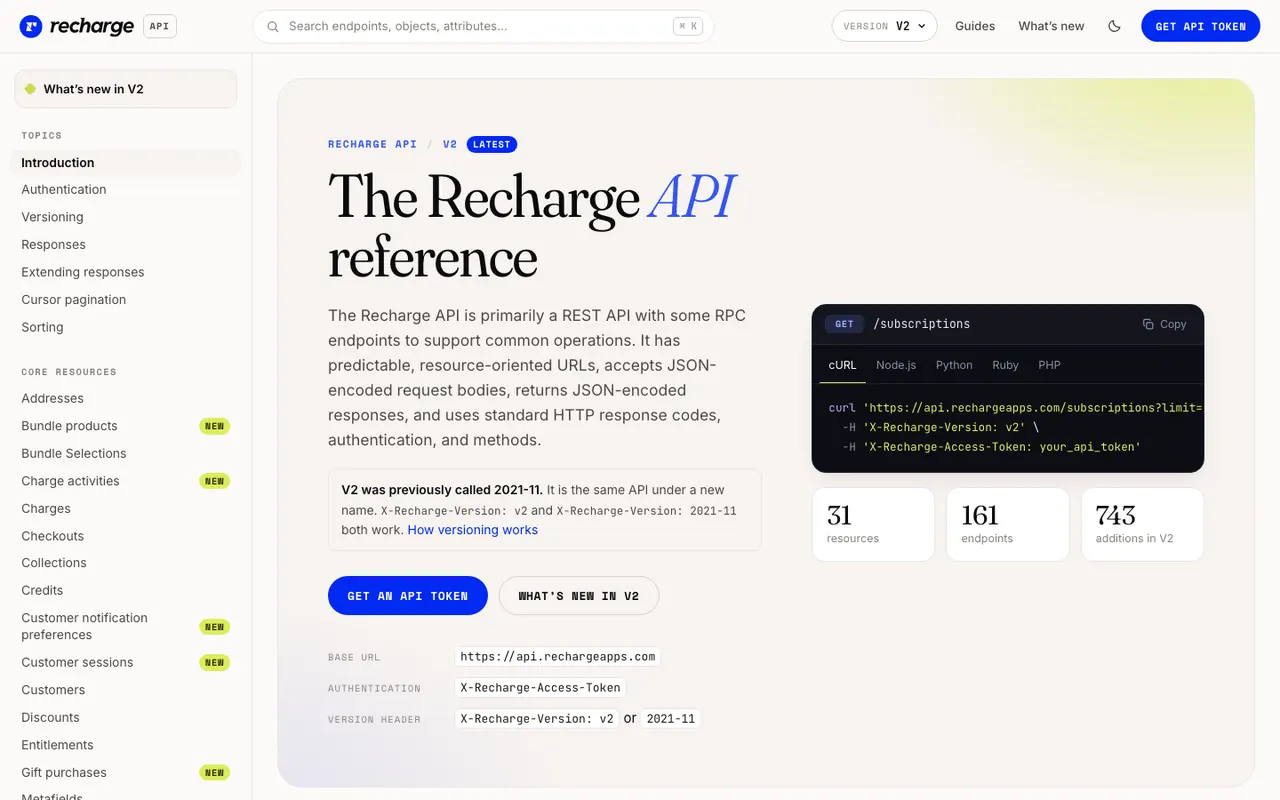 recharge API
Search endpoints, objects, attributes...
⌘ K
VERSION V2
Guides
What's new
GET API TOKEN
What's new in V2
TOPICS
Introduction
Authentication
Versioning
Responses
Extending responses
Cursor pagination
Sorting
CORE RESOURCES
Addresses
Bundle products NEW
Bundle Selections
Charge activities NEW
Charges
Checkouts
Collections
Credits
Customer notification
preferences NEW
Customer sessions NEW
Customers
Discounts
Entitlements
Gift purchases NEW
Metafields
RECHARGE API / V2 LATEST
The Recharge API
reference
The Recharge API is primarily a REST API with some RPC
endpoints to support common operations. It has
predictable, resource-oriented URLs, accepts JSON-
encoded request bodies, returns JSON-encoded
responses, and uses standard HTTP response codes,
authentication, and methods.
V2 was previously called 2021-11. It is the same API under a new
name. X-Recharge-Version: v2 and X-Recharge-Version: 2021-11
both work. How versioning works
GET AN API TOKEN
WHAT'S NEW IN V2
BASE URL https://api.rechargeapps.com
AUTHENTICATION X-Recharge-Access-Token
VERSION HEADER X-Recharge-Version: v2 or 2021-11
GET /subscriptions
Copy
cURL Node.js Python Ruby PHP
curl 'https://api.rechargeapps.com/subscriptions?limit=
-H 'X-Recharge-Version: v2' \
-H 'X-Recharge-Access-Token: your_api_token'
31
resources
161
endpoints
743
additions in V2